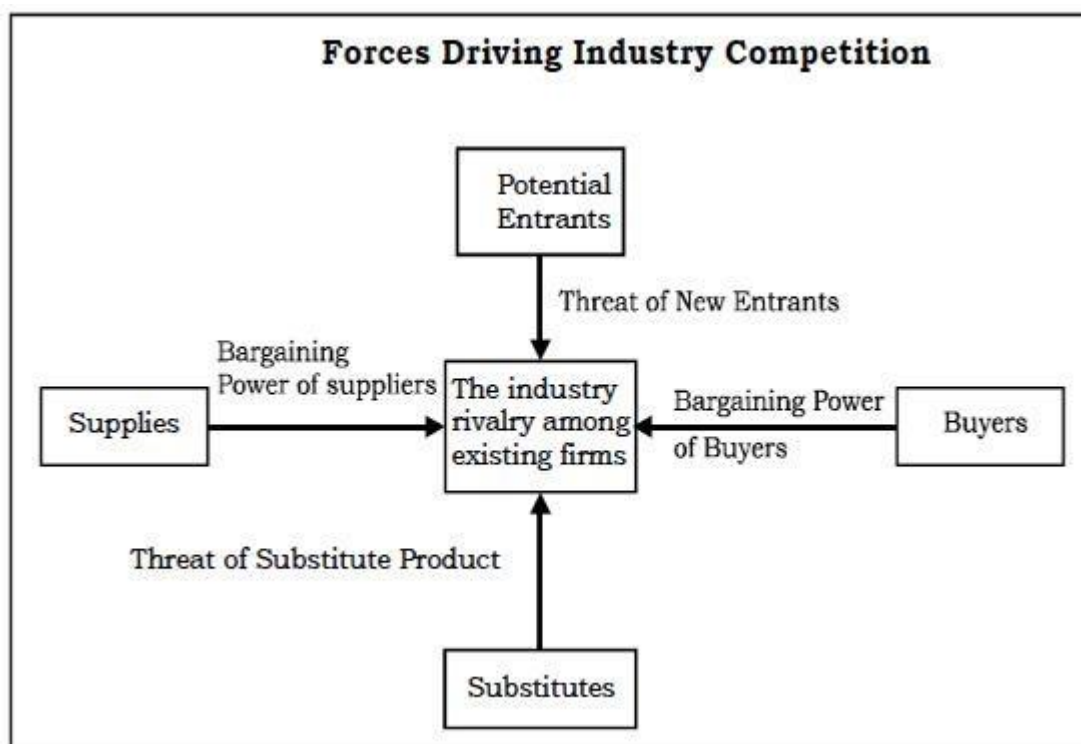 Forces Driving Industry Competition
Potential
Entrants
Threat of New Entrants
Bargaining
Power of suppliers
Supplies
The industry
rivalry among
existing firms
Bargaining Power
of Buyers
Buyers
Threat of Substitute Product
Substitutes